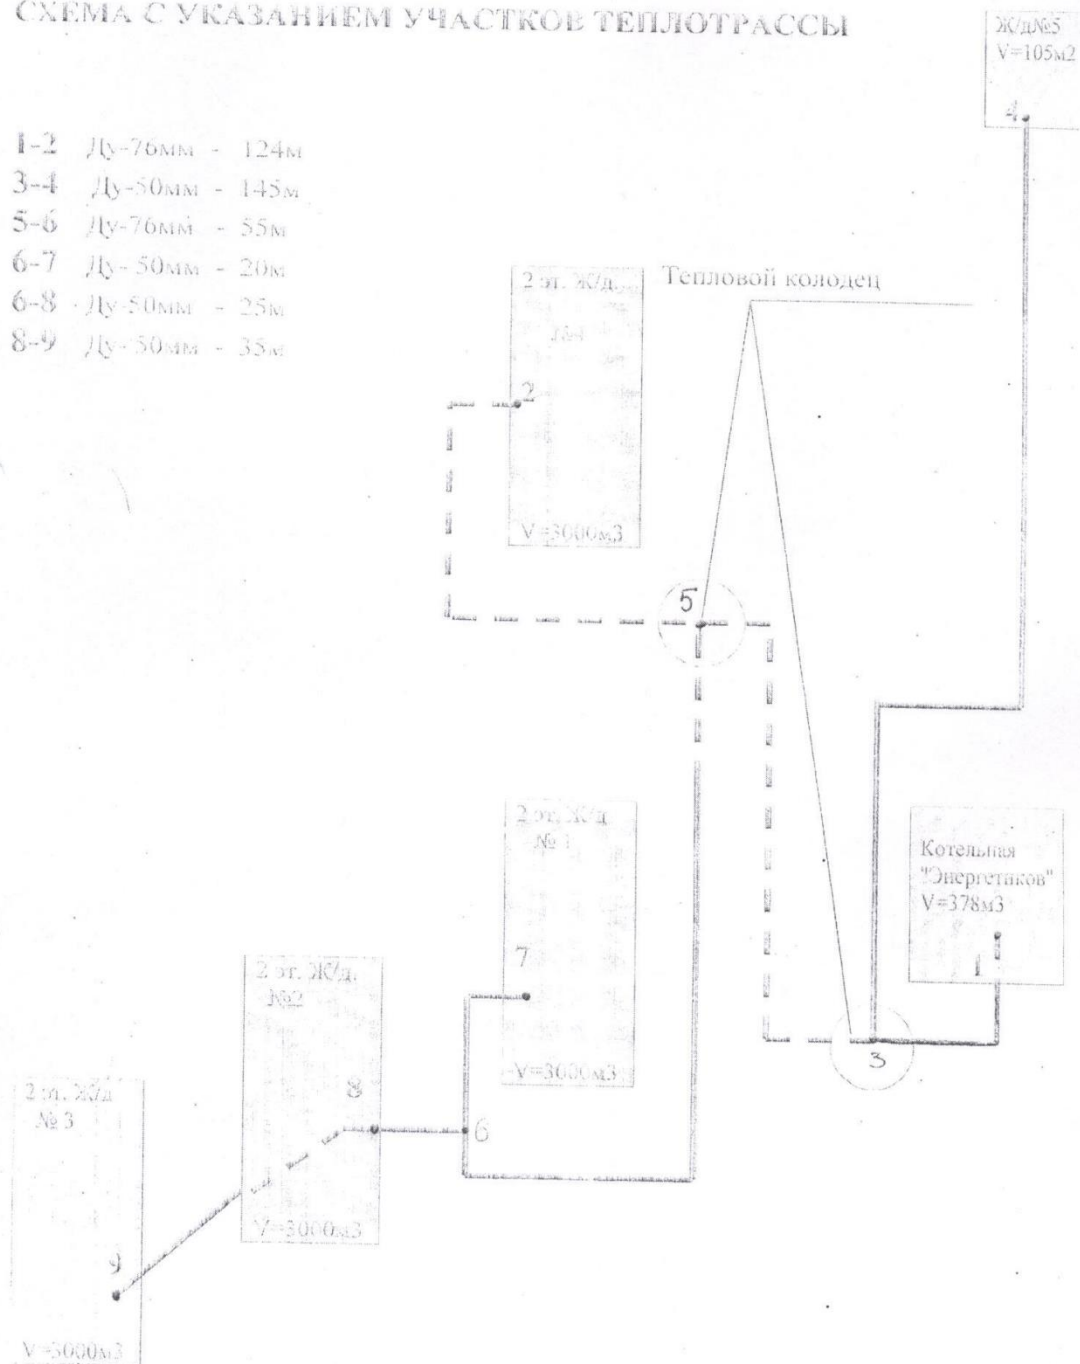 СХЕМА С УКАЗАНИЕМ УЧАСТКОВ ТЕПЛОТРАССЫ
Ж/д№5
V=105м2
4
1-2 Ду-76мм - 124м
3-4 Ду-50мм - 145м
5-6 Ду-76мм - 55м
6-7 Ду-50мм - 20м
6-8 Ду-50мм - 25м
8-9 Ду-50мм - 35м
2 эт. Ж/д.
2
V=3000м3
Тепловой колодец
5
2 эт. Ж/д
№ 1
7
V=3000м3
Котельная
"Энергетиков"
V=378м3
1
3
2 эт. Ж/д.
№2
8
V=3000м3
6
2 эт. Ж/д
№ 3
9
V=3000м3